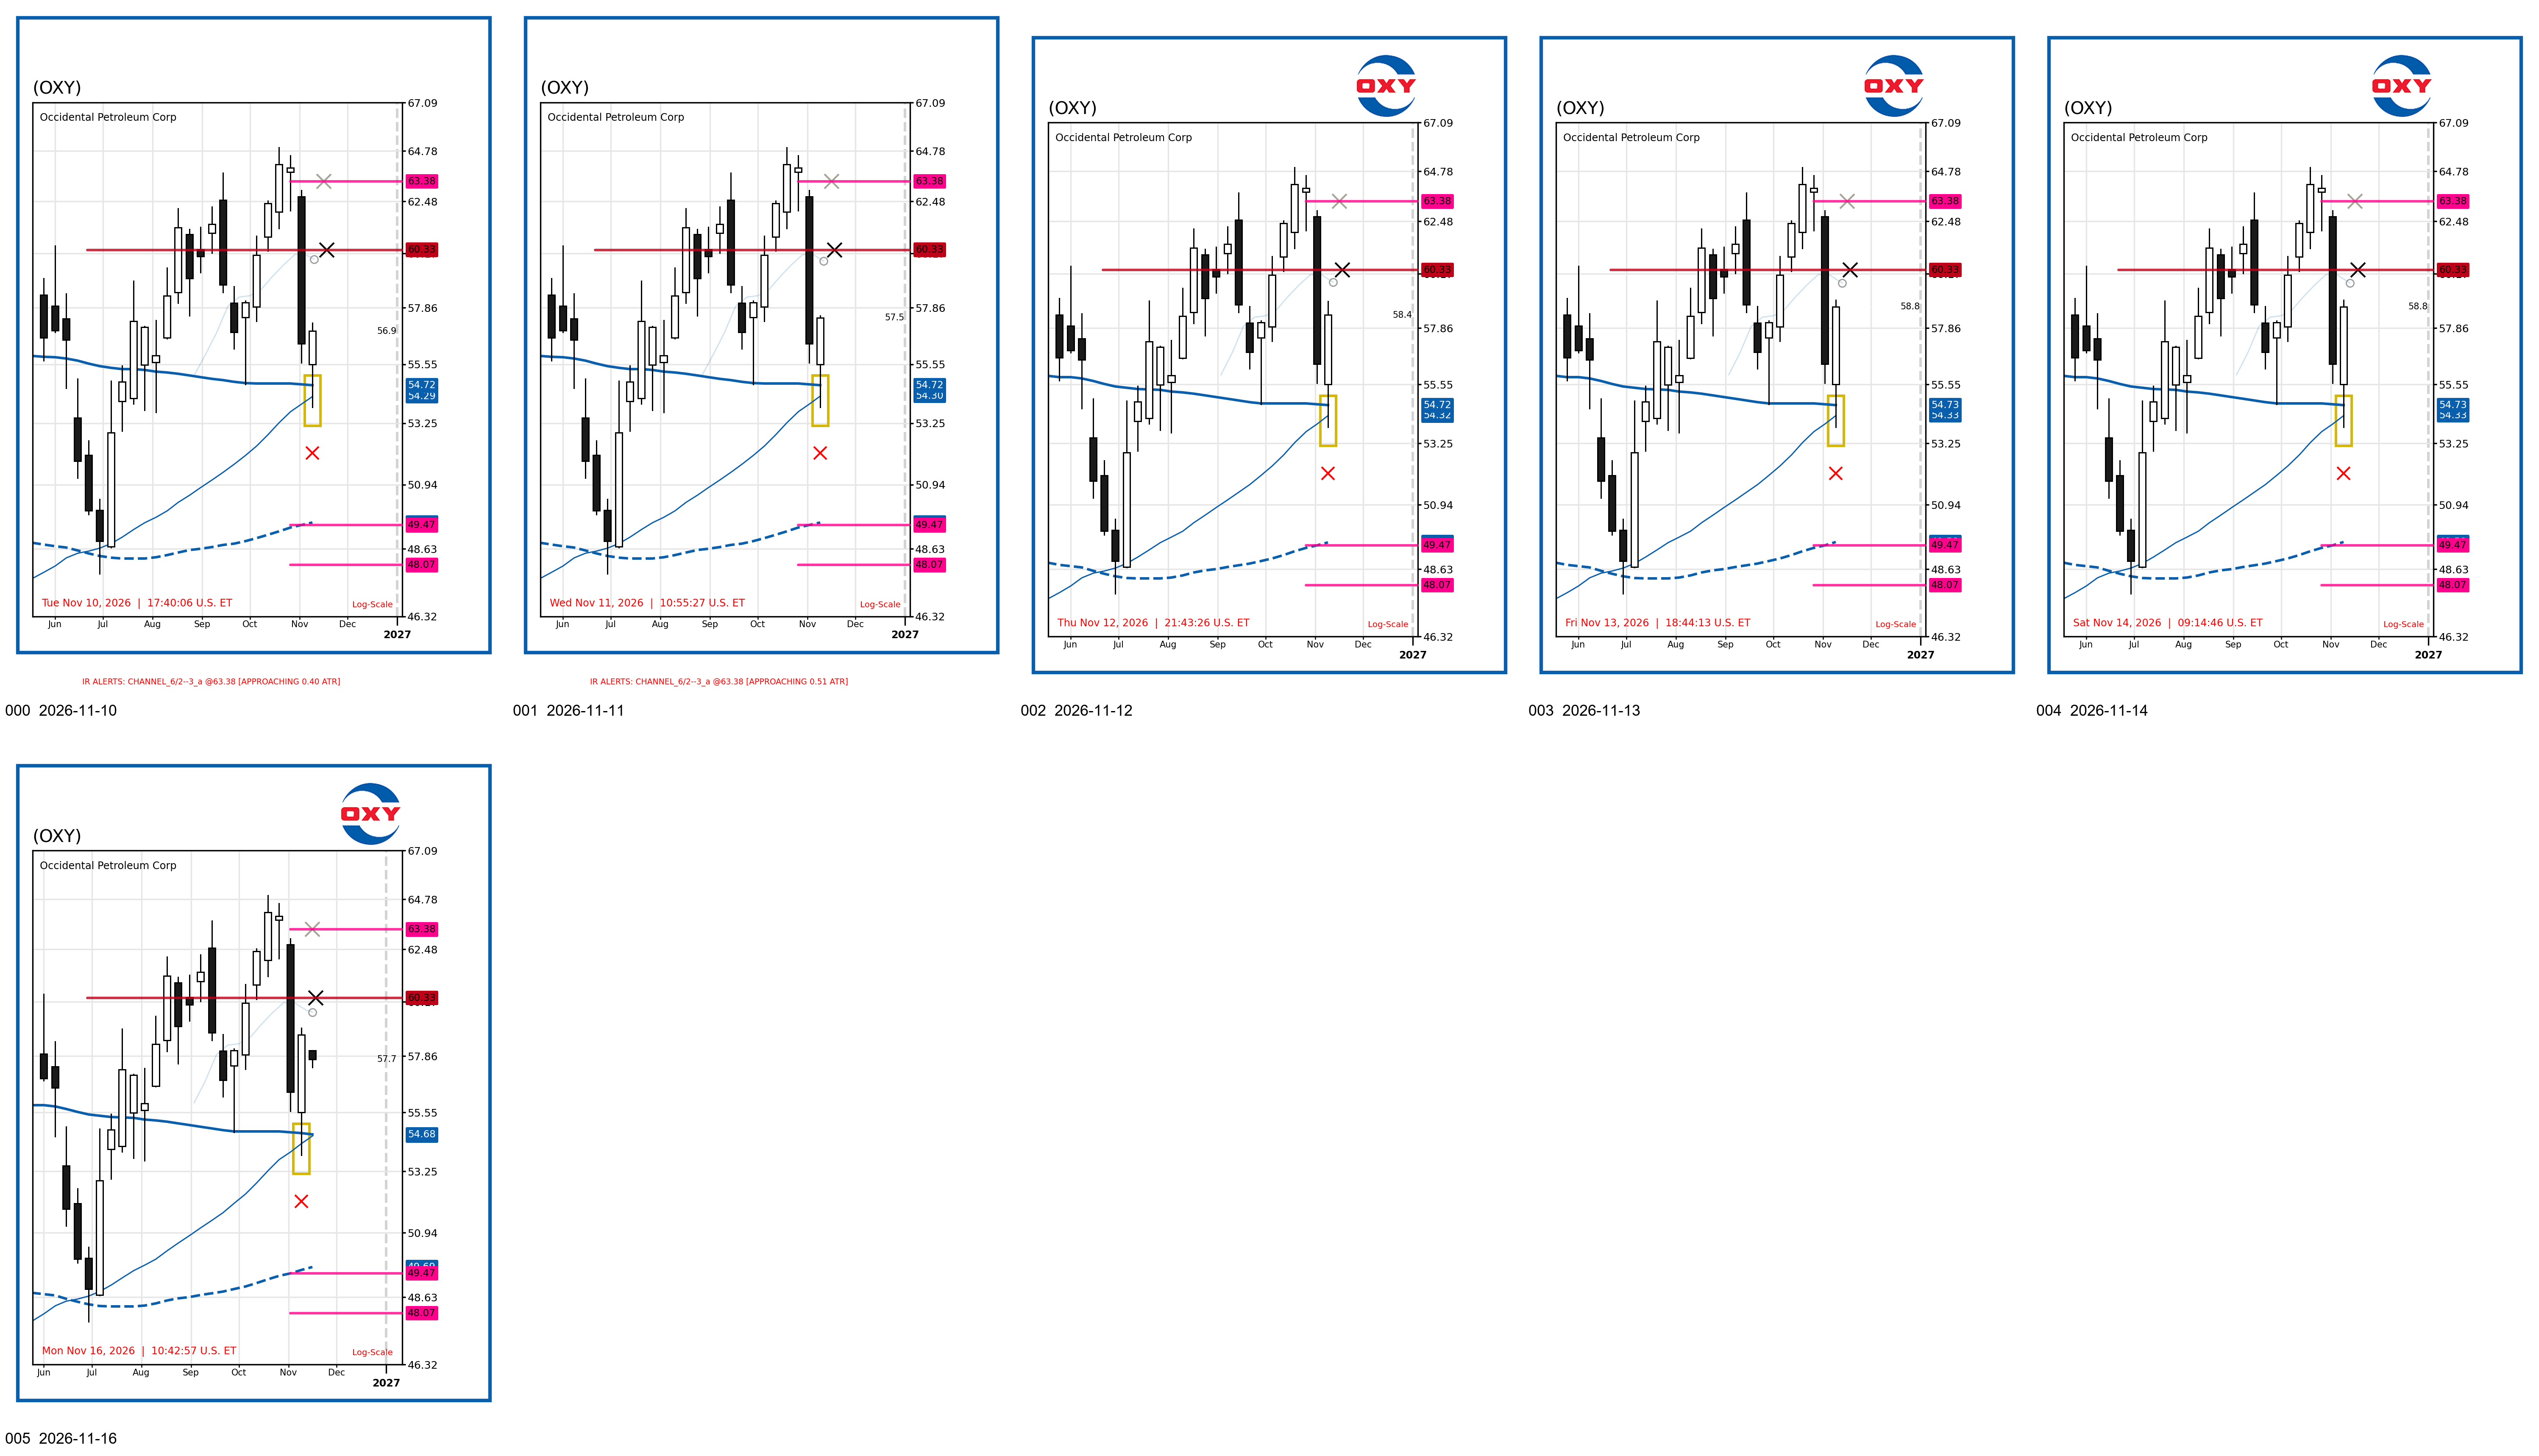 (OXY)
Occidental Petroleum Corp
67.09
64.78
63.38
62.48
60.33
57.86
56.9
55.55
54.72
54.29
53.25
50.94
49.47
48.63
48.07
46.32
Tue Nov 10, 2026 | 17:40:06 U.S. ET
Log-Scale
Jun Jul Aug Sep Oct Nov Dec
2027
IR ALERTS: CHANNEL_6/2--3_a @63.38 [APPROACHING 0.40 ATR]
000 2026-11-10
(OXY)
Occidental Petroleum Corp
67.09
64.78
63.38
62.48
60.33
57.86
57.5
55.55
54.72
54.30
53.25
50.94
49.47
48.63
48.07
46.32
Wed Nov 11, 2026 | 10:55:27 U.S. ET
Log-Scale
Jun Jul Aug Sep Oct Nov Dec
2027
IR ALERTS: CHANNEL_6/2--3_a @63.38 [APPROACHING 0.51 ATR]
001 2026-11-11
OXY
(OXY)
Occidental Petroleum Corp
67.09
64.78
63.38
62.48
60.33
58.4
57.86
55.55
54.72
54.32
53.25
50.94
49.47
48.63
48.07
46.32
Thu Nov 12, 2026 | 21:43:26 U.S. ET
Log-Scale
Jun Jul Aug Sep Oct Nov Dec
2027
002 2026-11-12
OXY
(OXY)
Occidental Petroleum Corp
67.09
64.78
63.38
62.48
60.33
58.8
57.86
55.55
54.73
54.33
53.25
50.94
49.47
48.63
48.07
46.32
Fri Nov 13, 2026 | 18:44:13 U.S. ET
Log-Scale
Jun Jul Aug Sep Oct Nov Dec
2027
003 2026-11-13
OXY
(OXY)
Occidental Petroleum Corp
67.09
64.78
63.38
62.48
60.33
58.8
57.86
55.55
54.73
54.33
53.25
50.94
49.47
48.63
48.07
46.32
Sat Nov 14, 2026 | 09:14:46 U.S. ET
Log-Scale
Jun Jul Aug Sep Oct Nov Dec
2027
004 2026-11-14
OXY
(OXY)
Occidental Petroleum Corp
67.09
64.78
63.38
62.48
60.33
57.86
57.7
55.55
54.68
53.25
50.94
49.47
48.63
48.07
46.32
Mon Nov 16, 2026 | 10:42:57 U.S. ET
Log-Scale
Jun Jul Aug Sep Oct Nov Dec
2027
005 2026-11-16